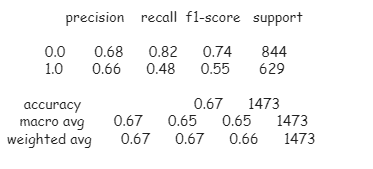 precision recall f1-score support
0.0 0.68 0.82 0.74 844
1.0 0.66 0.48 0.55 629
accuracy 0.67 1473
macro avg 0.67 0.65 0.65 1473
weighted avg 0.67 0.67 0.66 1473